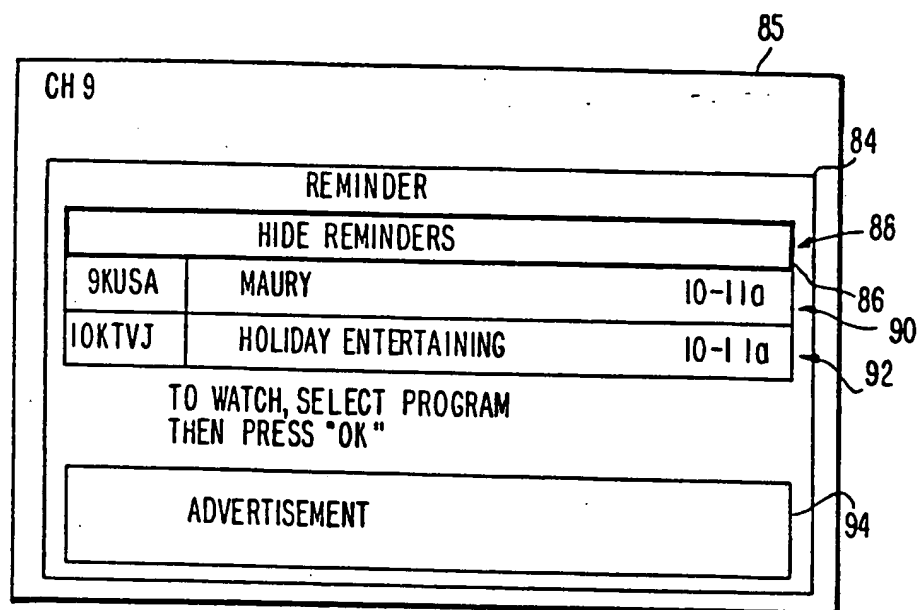 85
CH 9
84
REMINDER
HIDE REMINDERS
88
9KUSA MAURY 10-11a
86
90
10KTVJ HOLIDAY ENTERTAINING 10-11a
92
TO WATCH, SELECT PROGRAM
THEN PRESS "OK"
ADVERTISEMENT
94